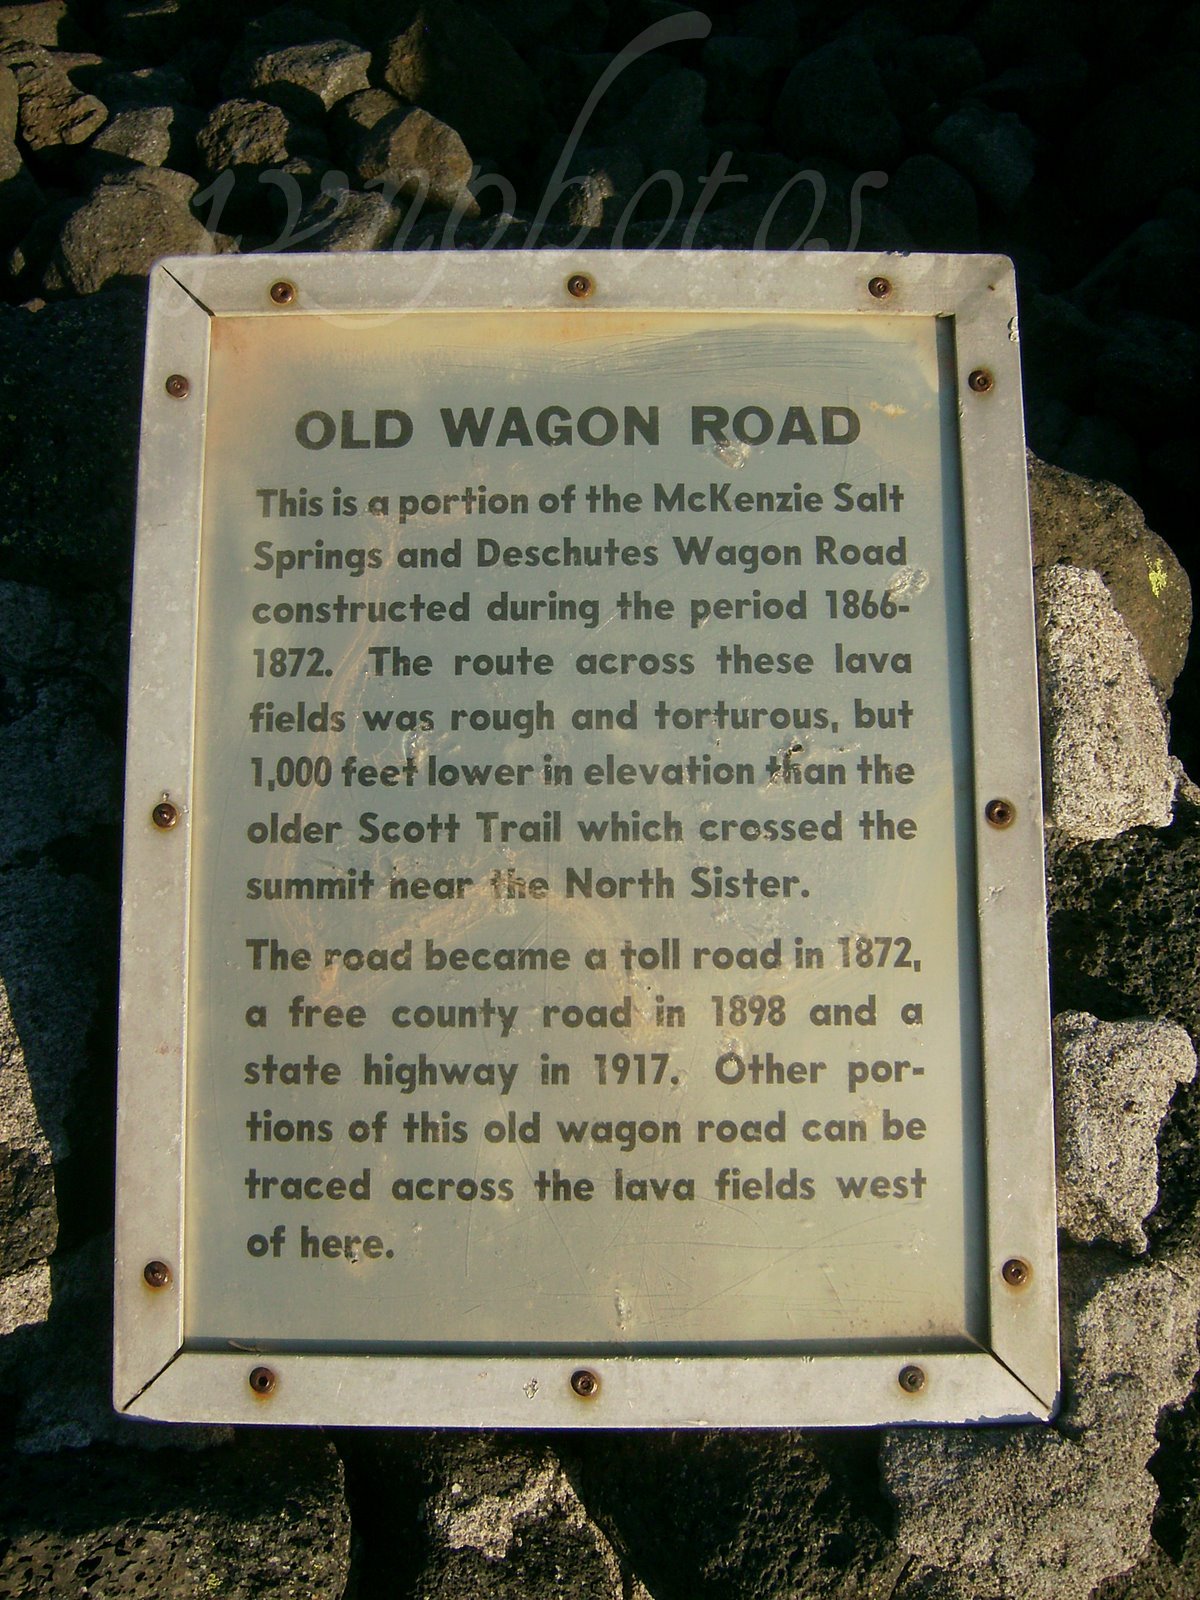 OLD WAGON ROAD
This is a portion of the McKenzie Salt
Springs and Deschutes Wagon Road
constructed during the period 1866-
1872. The route across these lava
fields was rough and torturous, but
1,000 feet lower in elevation than the
older Scott Trail which crossed the
summit near the North Sister.
The road became a toll road in 1872,
a free county road in 1898 and a
state highway in 1917. Other por-
tions of this old wagon road can be
traced across the lava fields west
of here.